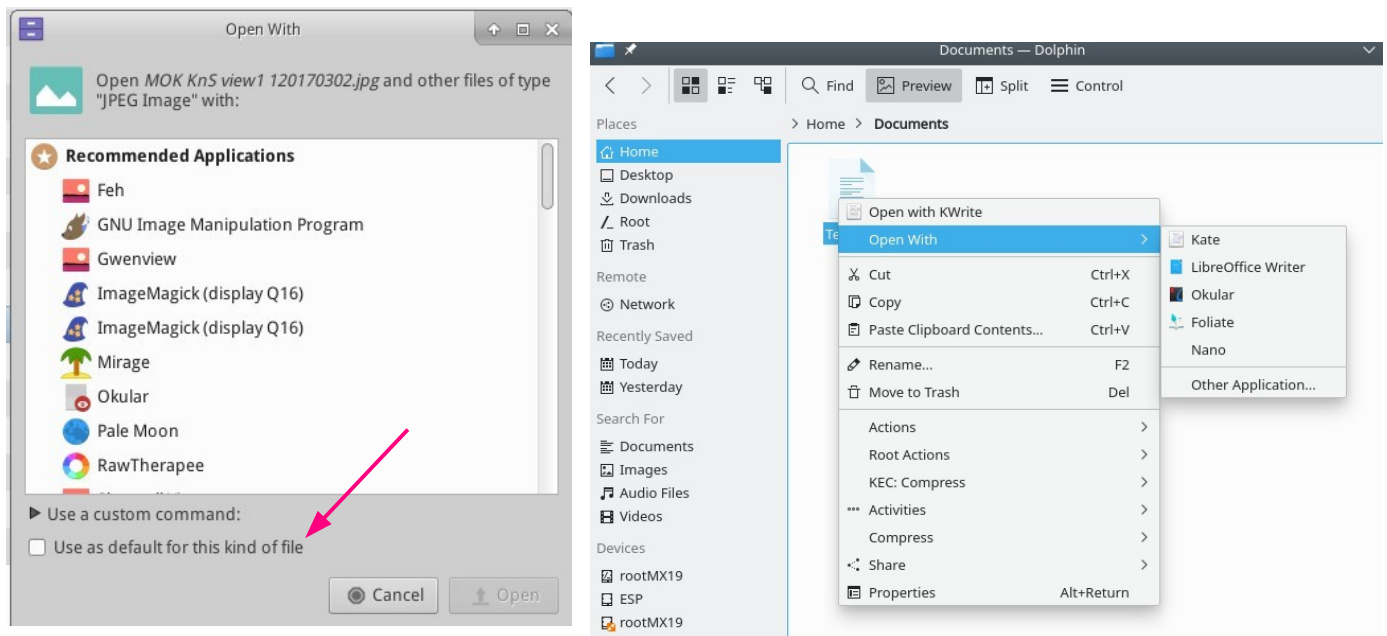 Open With
Open MOK KnS view1 120170302.jpg and other files of type
"JPEG Image" with:
Recommended Applications
Feh
GNU Image Manipulation Program
Gwenview
ImageMagick (display Q16)
ImageMagick (display Q16)
Mirage
Okular
Pale Moon
RawTherapee
Use a custom command:
Use as default for this kind of file
Cancel
Open
Documents — Dolphin
Find
Preview
Split
Control
Places
Home
Desktop
Downloads
Root
Trash
Remote
Network
Recently Saved
Today
Yesterday
Search For
Documents
Images
Audio Files
Videos
Devices
rootMX19
ESP
rootMX19
> Home > Documents
Te
Open with KWrite
Open With
Cut Ctrl+X
Copy Ctrl+C
Paste Clipboard Contents... Ctrl+V
Rename... F2
Move to Trash Del
Actions
Root Actions
KEC: Compress
Activities
Compress
Share
Properties Alt+Return
Kate
LibreOffice Writer
Okular
Foliate
Nano
Other Application...